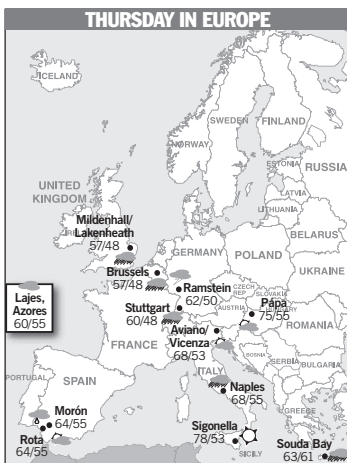 THURSDAY IN EUROPE
ICELAND
SWEDEN
FINLAND
NORWAY
ESTONIA
RUSSIA
LATVIA
LITHUANIA
UNITED
KINGDOM
Mildenhall/
Lakenheath
57/48
BELARUS
GERMANY
POLAND
Brussels
57/48
UKRAINE
Lajes,
Azores
60/55
Ramstein
62/50
CZECH
REP
SLOVAKIA
Stuttgart
60/48
AUSTRIA
Pápa
75/55
HUNGARY
FRANCE
Aviano/
Vicenza
68/53
ROMANIA
BOSNIA
SERBIA
BULGARIA
ITALY
PORTUGAL
SPAIN
Naples
68/55
Morón
64/55
GREECE
Rota
64/55
Sigonella
78/53
SICILY
Souda Bay
63/61